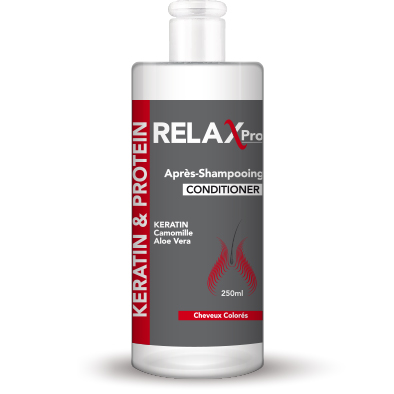 KERATIN & PROTEIN
RELAX Pro
Après-Shampooing
CONDITIONER
KERATIN
Camomille
Aloe Vera
250ml
Cheveux Colorés